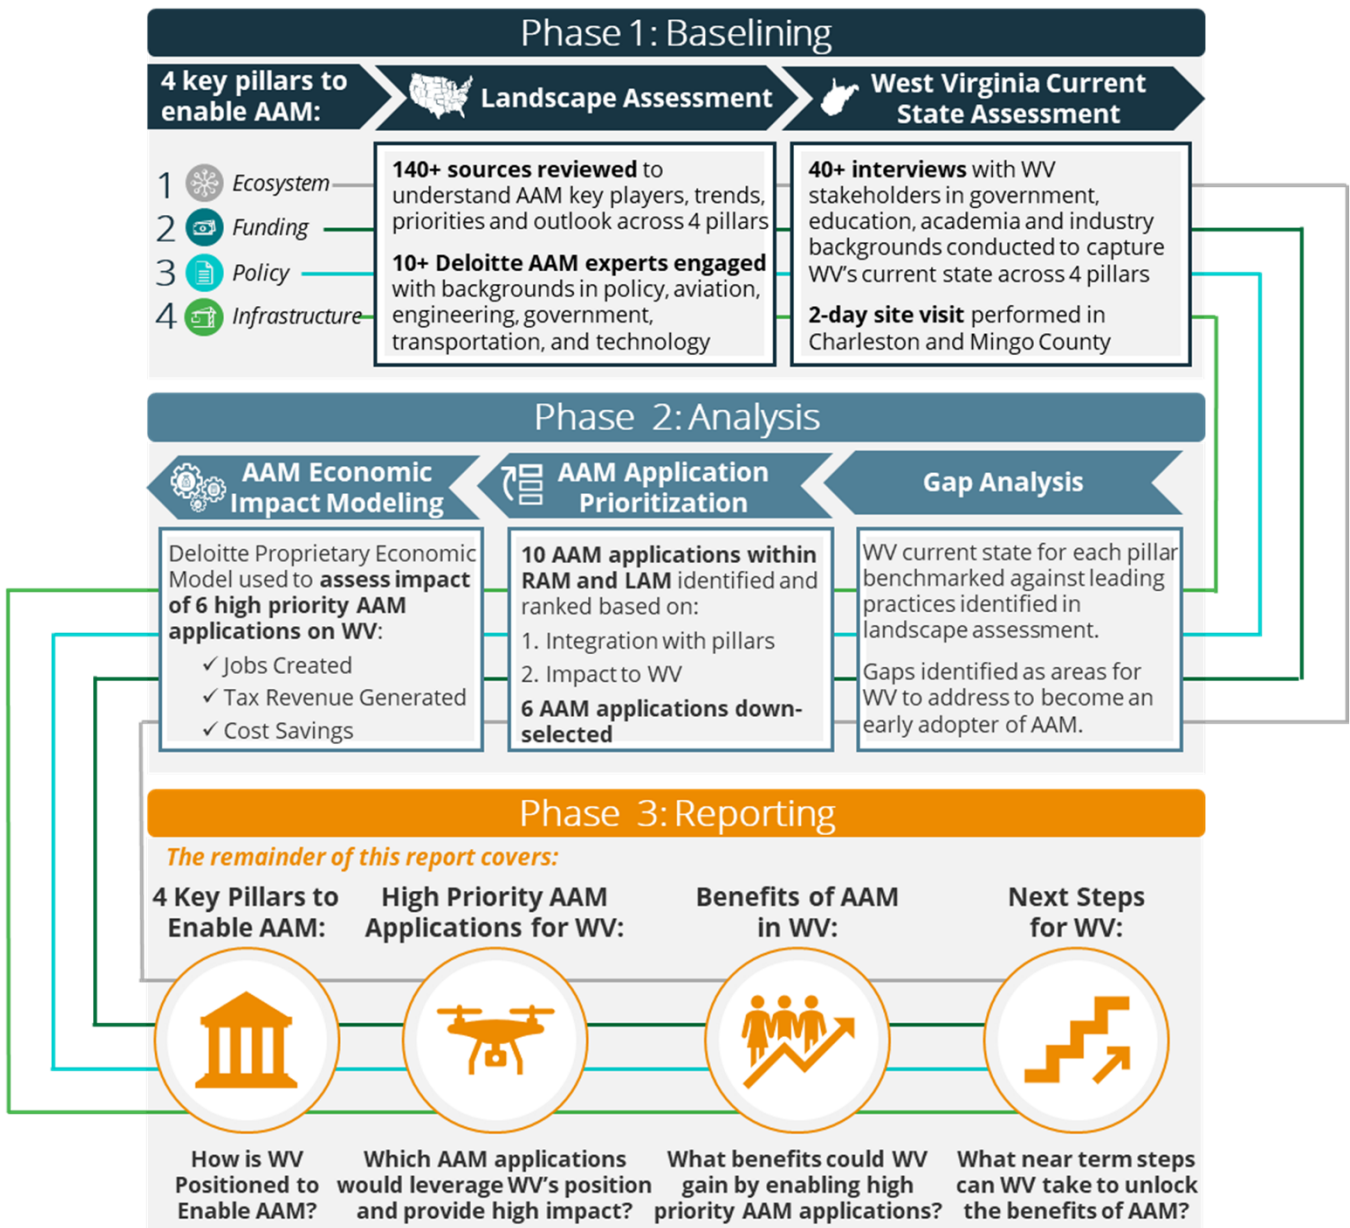 Phase 1: Baselining
4 key pillars to
enable AAM:
Landscape Assessment
West Virginia Current
State Assessment
1 Ecosystem
2 Funding
3 Policy
4 Infrastructure
140+ sources reviewed to
understand AAM key players, trends,
priorities and outlook across 4 pillars
10+ Deloitte AAM experts engaged
with backgrounds in policy, aviation,
engineering, government,
transportation, and technology
40+ interviews with WV
stakeholders in government,
education, academia and industry
backgrounds conducted to capture
WV's current state across 4 pillars
2-day site visit performed in
Charleston and Mingo County
Phase 2: Analysis
AAM Economic
Impact Modeling
AAM Application
Prioritization
Gap Analysis
Deloitte Proprietary Economic
Model used to assess impact
of 6 high priority AAM
applications on WV:
✓ Jobs Created
✓ Tax Revenue Generated
✓ Cost Savings
10 AAM applications within
RAM and LAM identified and
ranked based on:
1. Integration with pillars
2. Impact to WV
6 AAM applications down-
selected
WV current state for each pillar
benchmarked against leading
practices identified in
landscape assessment.
Gaps identified as areas for
WV to address to become an
early adopter of AAM.
Phase 3: Reporting
The remainder of this report covers:
4 Key Pillars to
Enable AAM:
High Priority AAM
Applications for WV:
Benefits of AAM
in WV:
Next Steps
for WV:
How is WV
Positioned to
Enable AAM?
Which AAM applications
would leverage WV's position
and provide high impact?
What benefits could WV
gain by enabling high
priority AAM applications?
What near term steps
can WV take to unlock
the benefits of AAM?